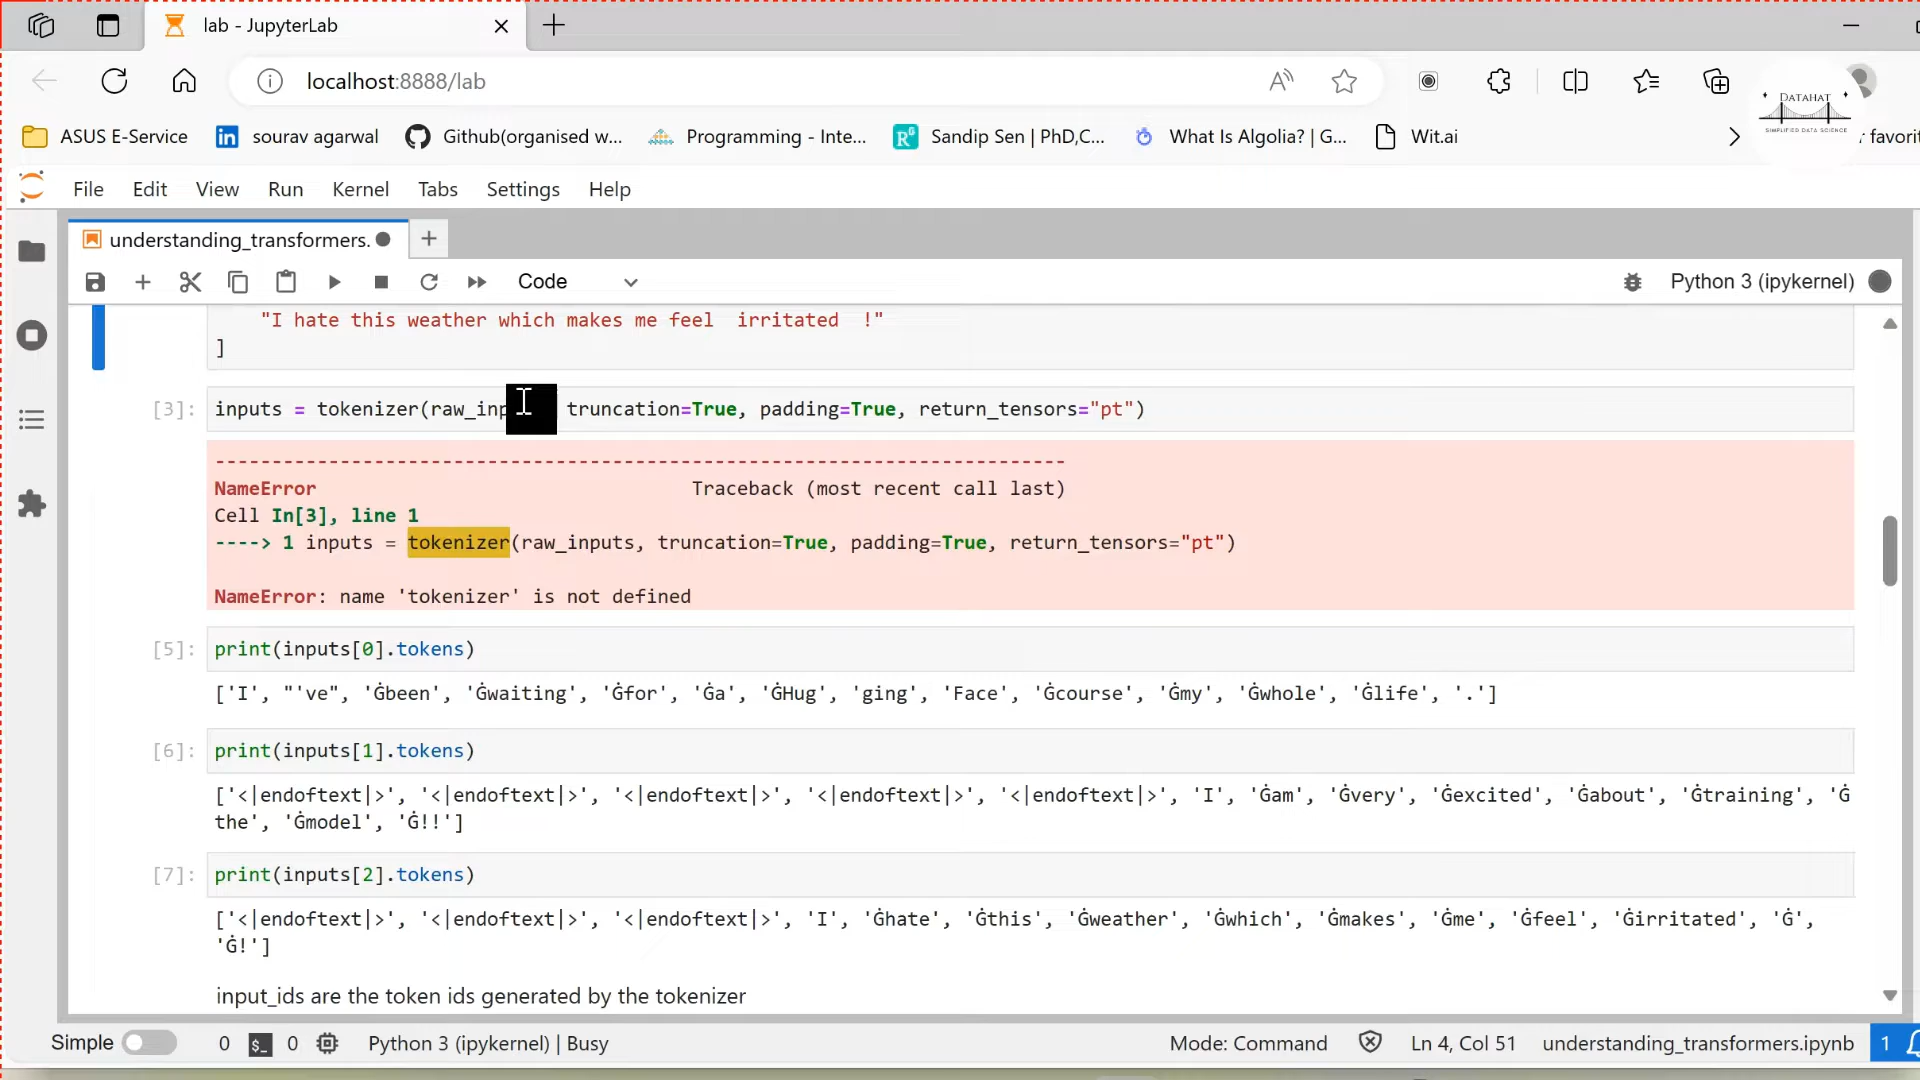 lab - JupyterLab
localhost:8888/lab
DATAHAT
SIMPLIFIED DATA SCIENCE
ASUS E-Service
sourav agarwal
Github(organised w...
Programming - Inte...
Sandip Sen | PhD,C...
What Is Algolia? | G...
Wit.ai
r favorit
File Edit View Run Kernel Tabs Settings Help
understanding_transformers.
Code
Python 3 (ipykernel)
"I hate this weather which makes me feel  irritated  !"
]
[3]: inputs = tokenizer(raw_inp truncation=True, padding=True, return_tensors="pt")
---------------------------------------------------------------------------
NameError Traceback (most recent call last)
Cell In[3], line 1
----> 1 inputs = tokenizer(raw_inputs, truncation=True, padding=True, return_tensors="pt")
NameError: name 'tokenizer' is not defined
[5]: print(inputs[0].tokens)
['I', "'ve", 'Ġbeen', 'Ġwaiting', 'Ġfor', 'Ġa', 'ĠHug', 'ging', 'Face', 'Ġcourse', 'Ġmy', 'Ġwhole', 'Ġlife', '.']
[6]: print(inputs[1].tokens)
['<|endoftext|>', '<|endoftext|>', '<|endoftext|>', '<|endoftext|>', '<|endoftext|>', 'I', 'Ġam', 'Ġvery', 'Ġexcited', 'Ġabout', 'Ġtraining', 'Ġ
the', 'Ġmodel', 'Ġ!!']
[7]: print(inputs[2].tokens)
['<|endoftext|>', '<|endoftext|>', '<|endoftext|>', 'I', 'Ġhate', 'Ġthis', 'Ġweather', 'Ġwhich', 'Ġmakes', 'Ġme', 'Ġfeel', 'Ġirritated', 'Ġ',
'Ġ!']
input_ids are the token ids generated by the tokenizer
Simple 0 $_ 0 Python 3 (ipykernel) | Busy Mode: Command Ln 4, Col 51 understanding_transformers.ipynb 1